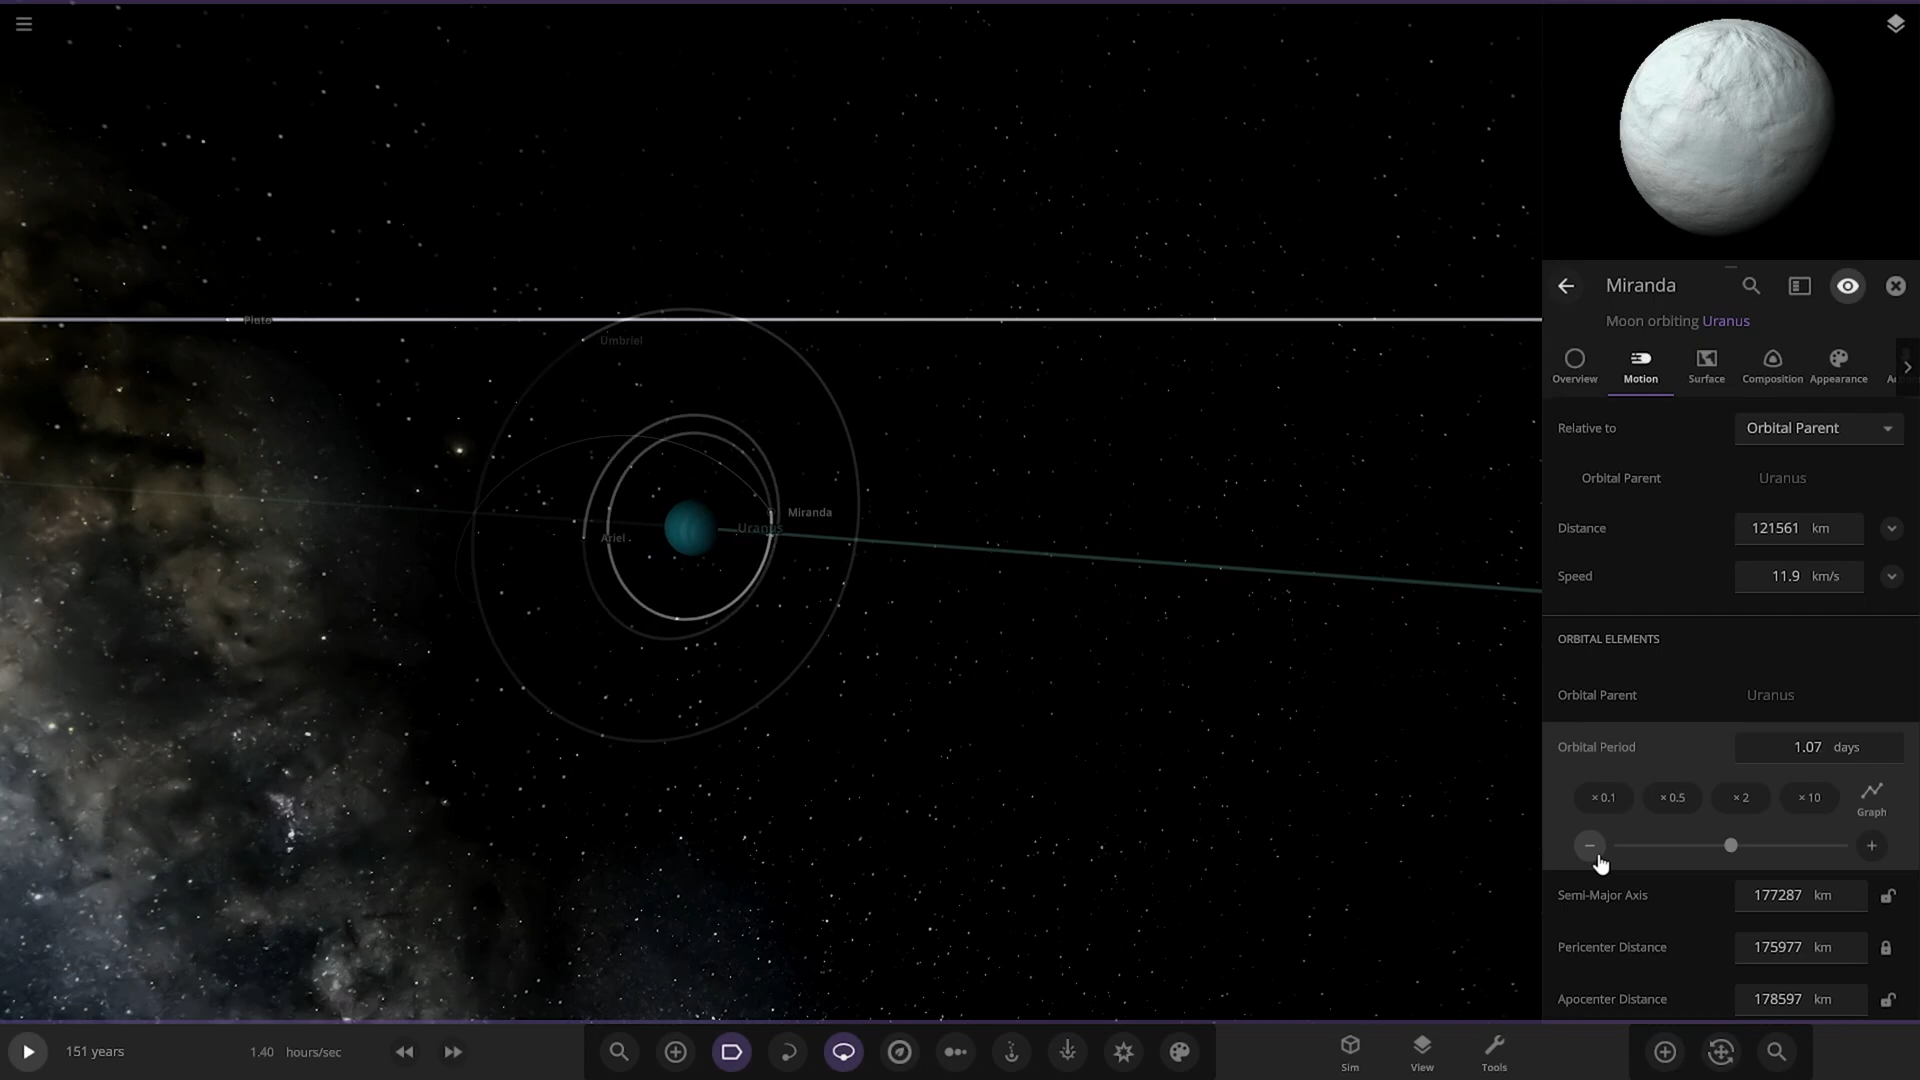 Pluto
Umbriel
Miranda
Uranus
Ariel
Miranda
Moon orbiting Uranus
Overview
Motion
Surface
Composition
Appearance
Relative to
Orbital Parent
Orbital Parent
Uranus
Distance
121561 km
Speed
11.9 km/s
ORBITAL ELEMENTS
Orbital Parent
Uranus
Orbital Period
1.07 days
× 0.1
× 0.5
× 2
× 10
Graph
Semi-Major Axis
177287 km
Pericenter Distance
175977 km
Apocenter Distance
178597 km
151 years
1.40 hours/sec
Sim
View
Tools